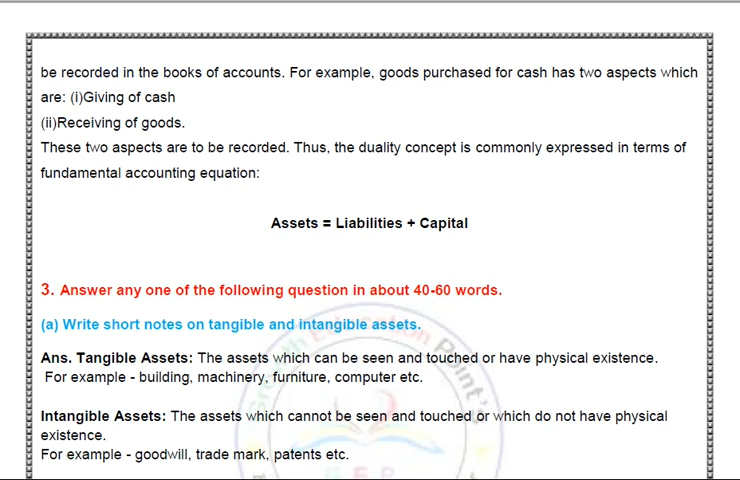 be recorded in the books of accounts. For example, goods purchased for cash has two aspects which
are: (i)Giving of cash
(ii)Receiving of goods.
These two aspects are to be recorded. Thus, the duality concept is commonly expressed in terms of
fundamental accounting equation:
Assets = Liabilities + Capital
3. Answer any one of the following question in about 40-60 words.
(a) Write short notes on tangible and intangible assets.
Ans. Tangible Assets: The assets which can be seen and touched or have physical existence.
For example - building, machinery, furniture, computer etc.
Intangible Assets: The assets which cannot be seen and touched or which do not have physical
existence.
For example - goodwill, trade mark, patents etc.
Growth Education Point's
G E P